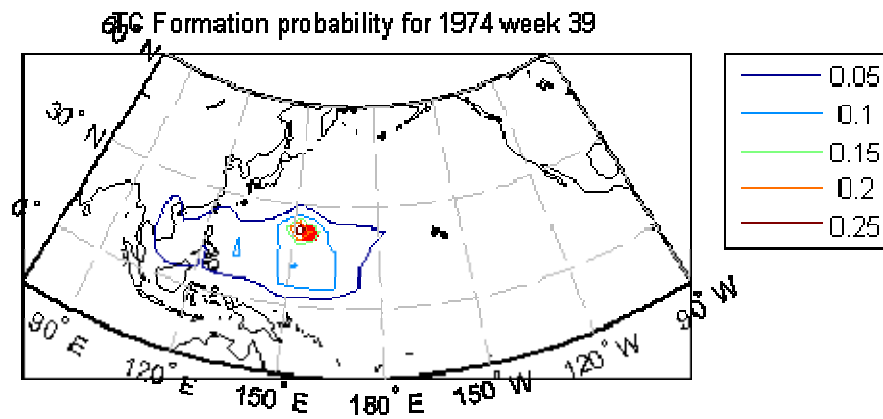 TC Formation probability for 1974 week 39
60° N
30° N
0°
90° E
120° E
150° E
180° E
150° W
120° W
90° W
0.05
0.1
0.15
0.2
0.25